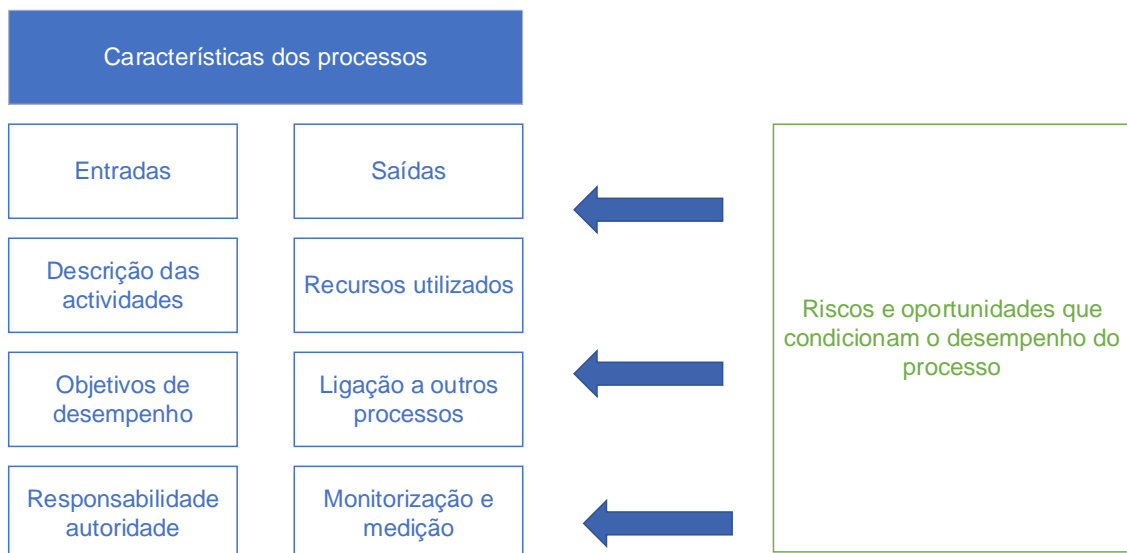 Características dos processos
Entradas
Saídas
Descrição das
actividades
Recursos utilizados
Riscos e oportunidades que
condicionam o desempenho do
processo
Objetivos de
desempenho
Ligação a outros
processos
Responsabilidade
autoridade
Monitorização e
medição